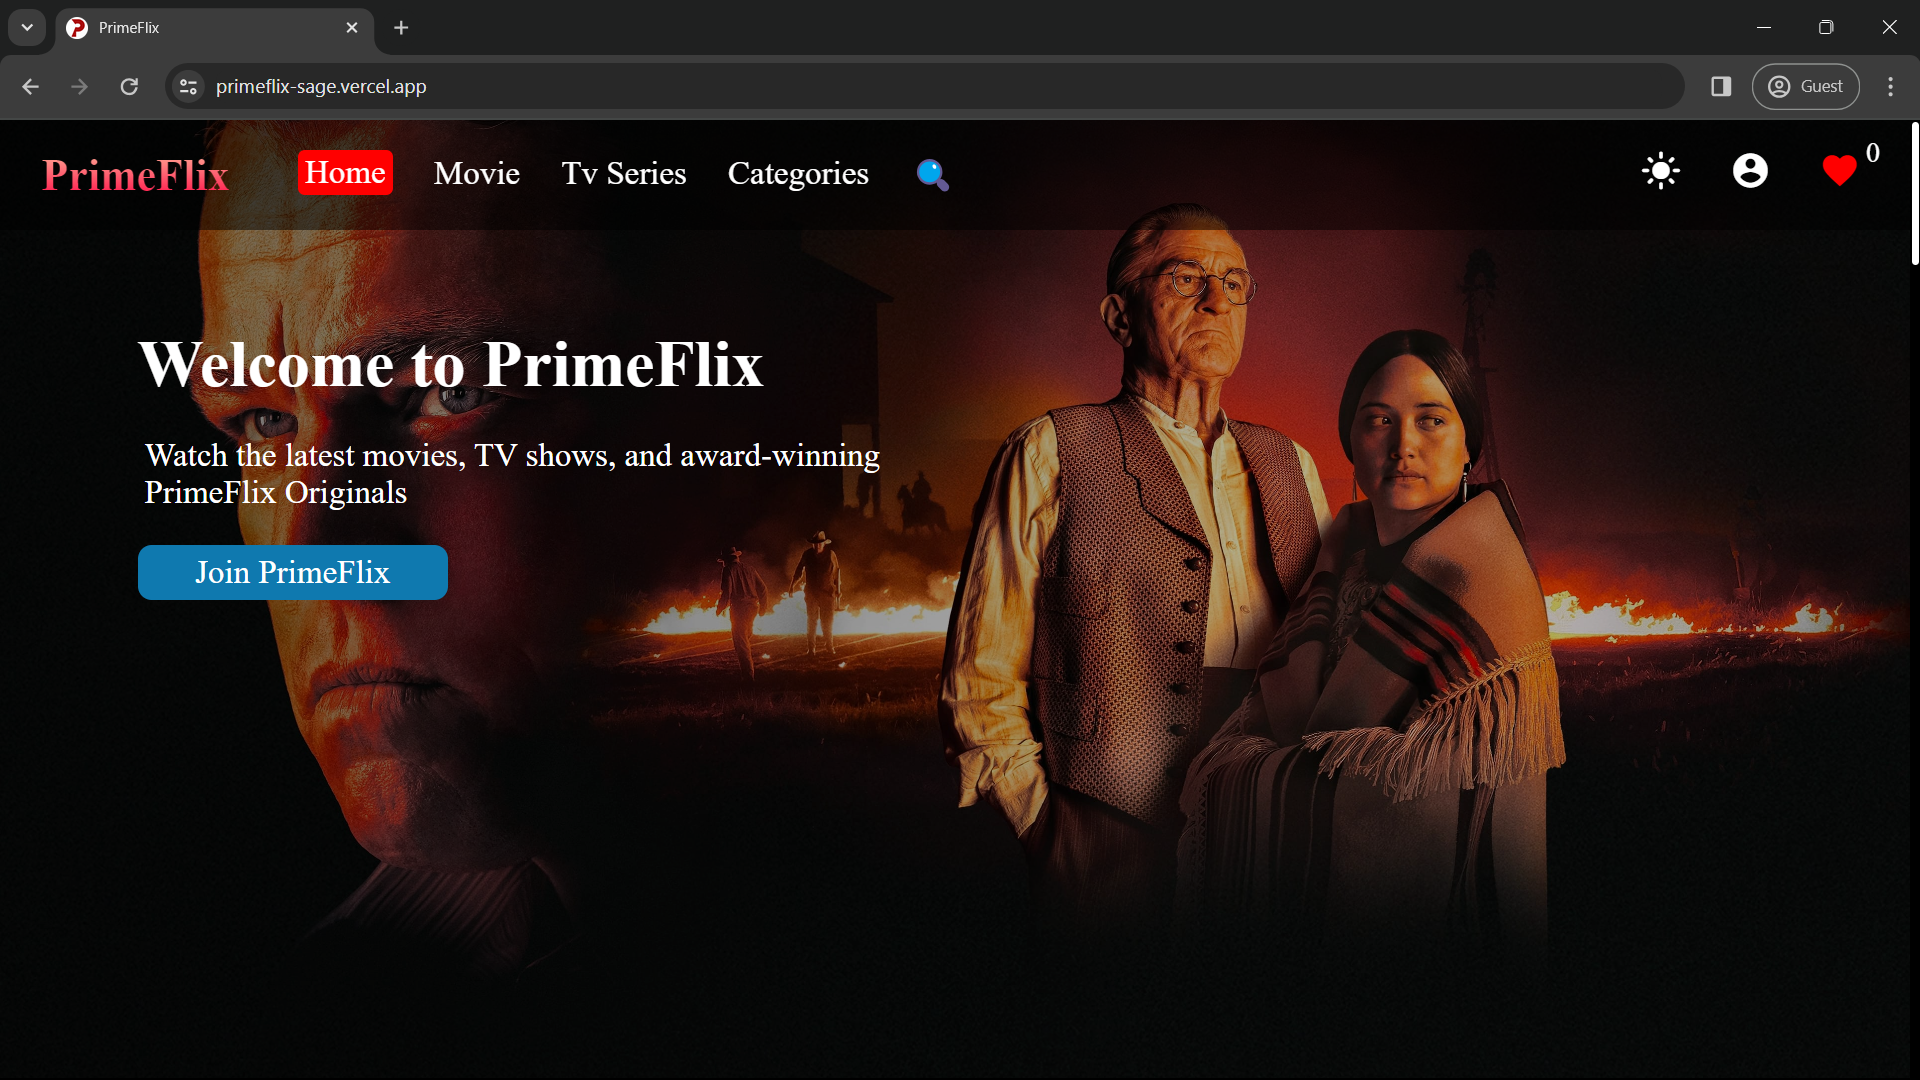 PrimeFlix
primeflix-sage.vercel.app
Guest
PrimeFlix
Home
Movie
Tv Series
Categories
0
Welcome to PrimeFlix
Watch the latest movies, TV shows, and award-winning
PrimeFlix Originals
Join PrimeFlix